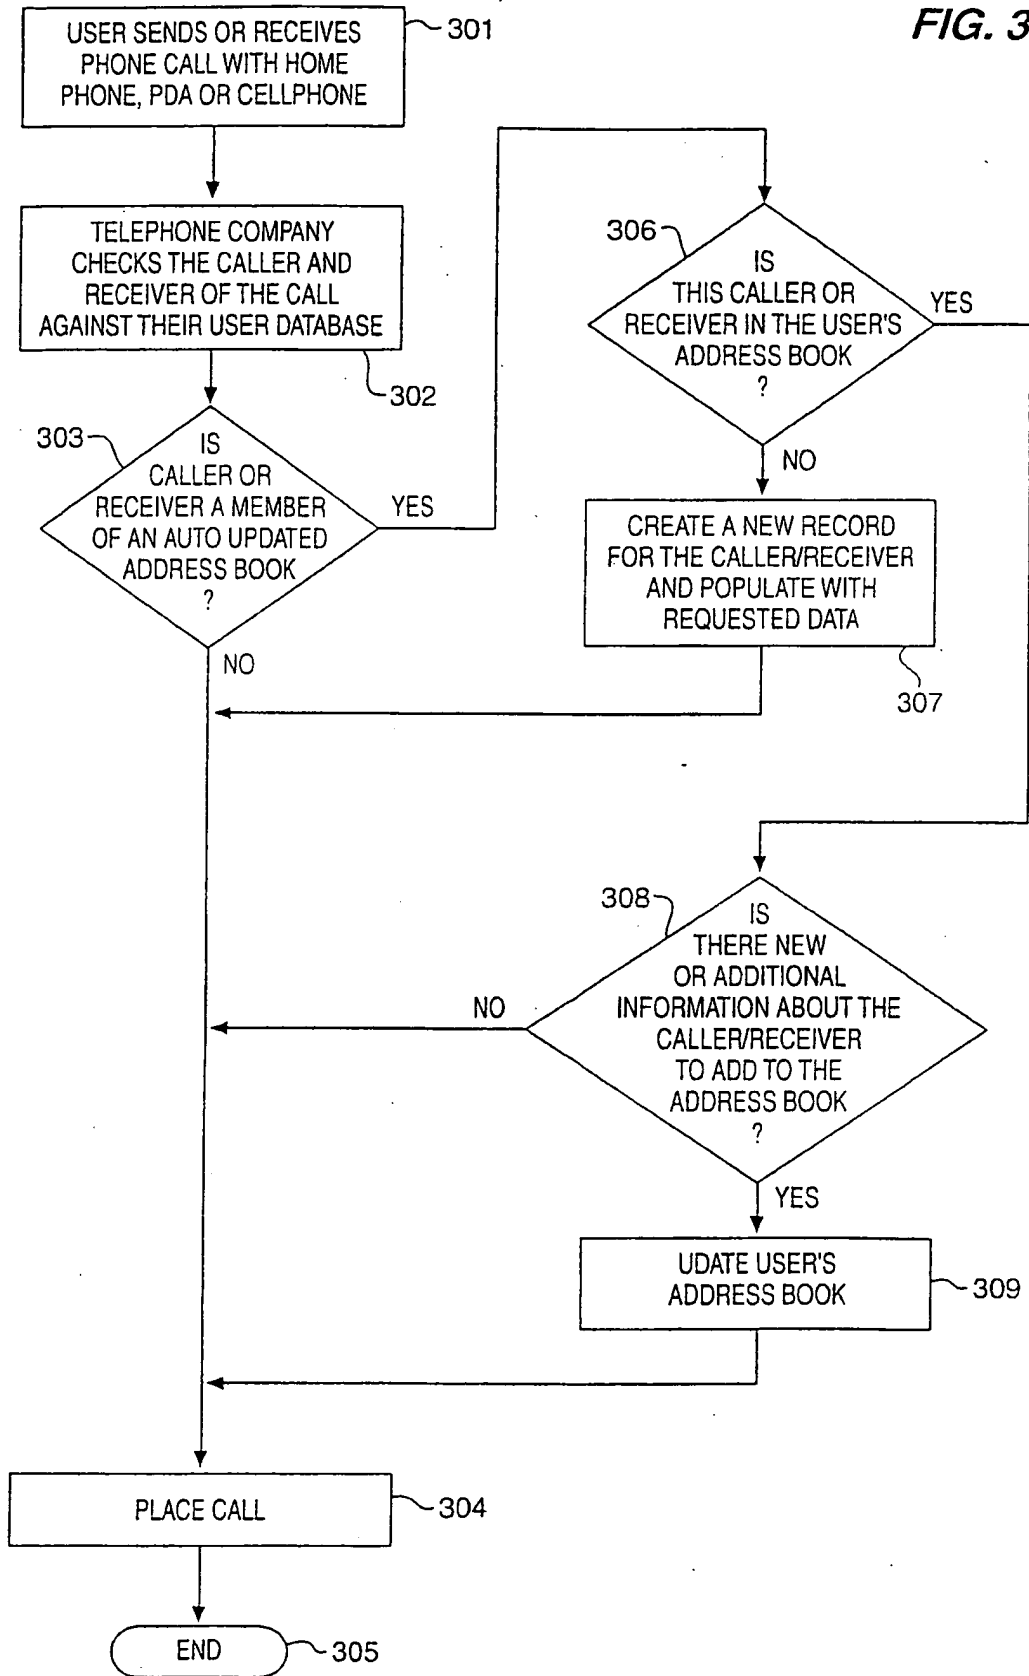 FIG. 3
USER SENDS OR RECEIVES
PHONE CALL WITH HOME
PHONE, PDA OR CELLPHONE
301
TELEPHONE COMPANY
CHECKS THE CALLER AND
RECEIVER OF THE CALL
AGAINST THEIR USER DATABASE
302
303
IS
CALLER OR
RECEIVER A MEMBER
OF AN AUTO UPDATED
ADDRESS BOOK
?
YES
NO
306
IS
THIS CALLER OR
RECEIVER IN THE USER'S
ADDRESS BOOK
?
YES
NO
CREATE A NEW RECORD
FOR THE CALLER/RECEIVER
AND POPULATE WITH
REQUESTED DATA
307
308
IS
THERE NEW
OR ADDITIONAL
INFORMATION ABOUT THE
CALLER/RECEIVER
TO ADD TO THE
ADDRESS BOOK
?
NO
YES
UDATE USER'S
ADDRESS BOOK
309
PLACE CALL
304
END
305